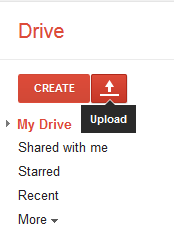 Drive
CREATE
Upload
My Drive
Shared with me
Starred
Recent
More